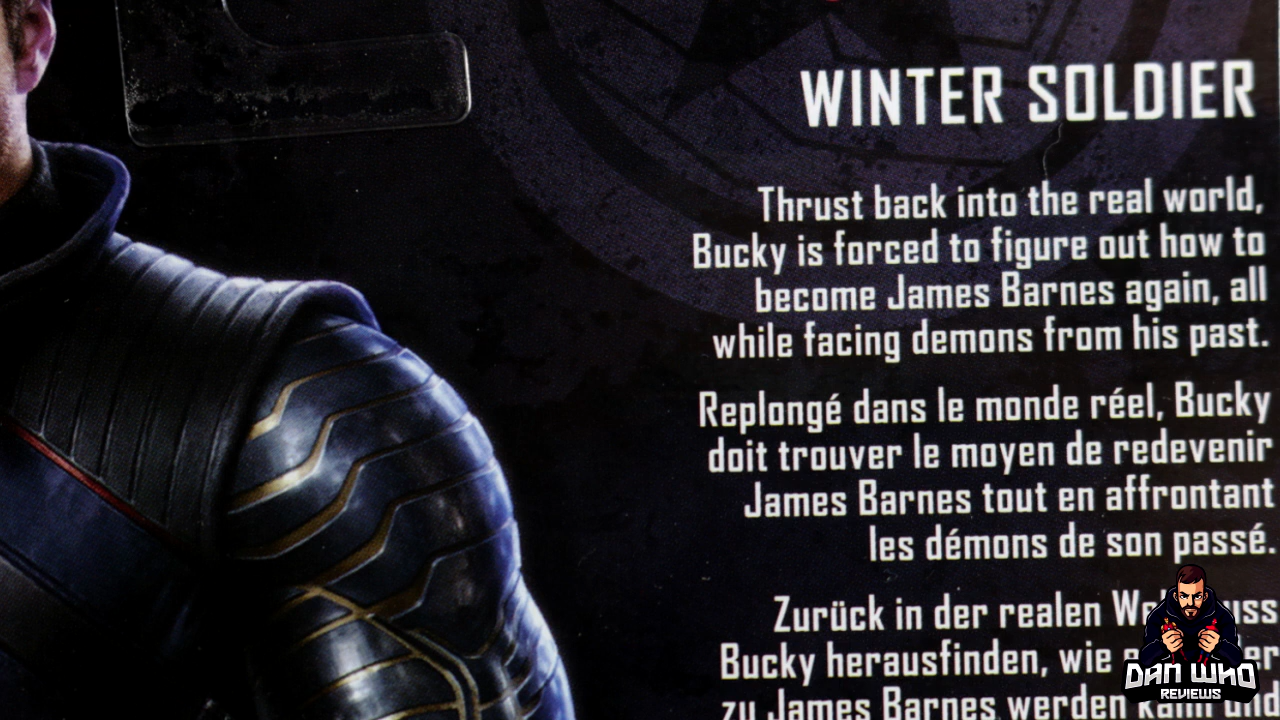 WINTER SOLDIER
Thrust back into the real world,
Bucky is forced to figure out how to
become James Barnes again, all
while facing demons from his past.
Replongé dans le monde réel, Bucky
doit trouver le moyen de redevenir
James Barnes tout en affrontant
les démons de son passé.
Zurück in der realen
Bucky herausfinden, wie
zu James Barnes werden kann und
DAN WHO
REVIEWS